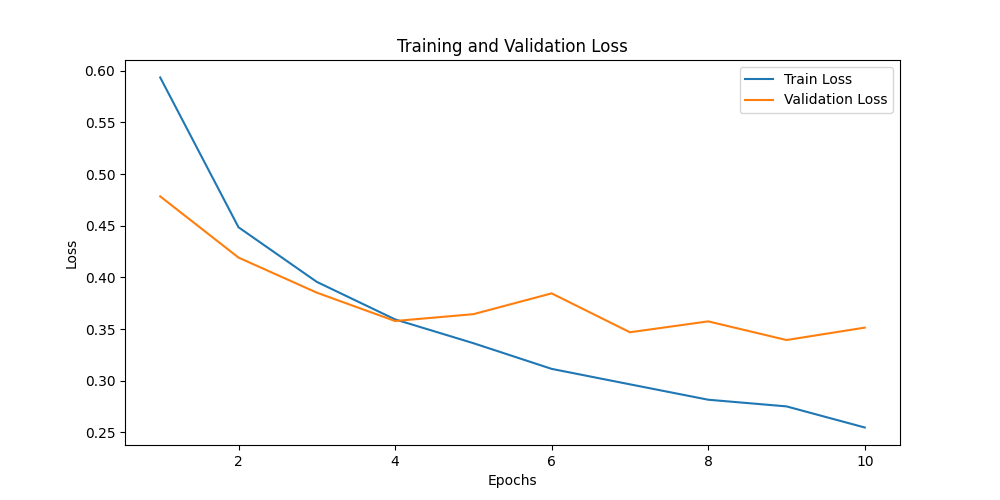 Training and Validation Loss
Train Loss
Validation Loss
0.60
0.55
0.50
0.45
0.40
0.35
0.30
0.25
Loss
2 4 6 8 10
Epochs